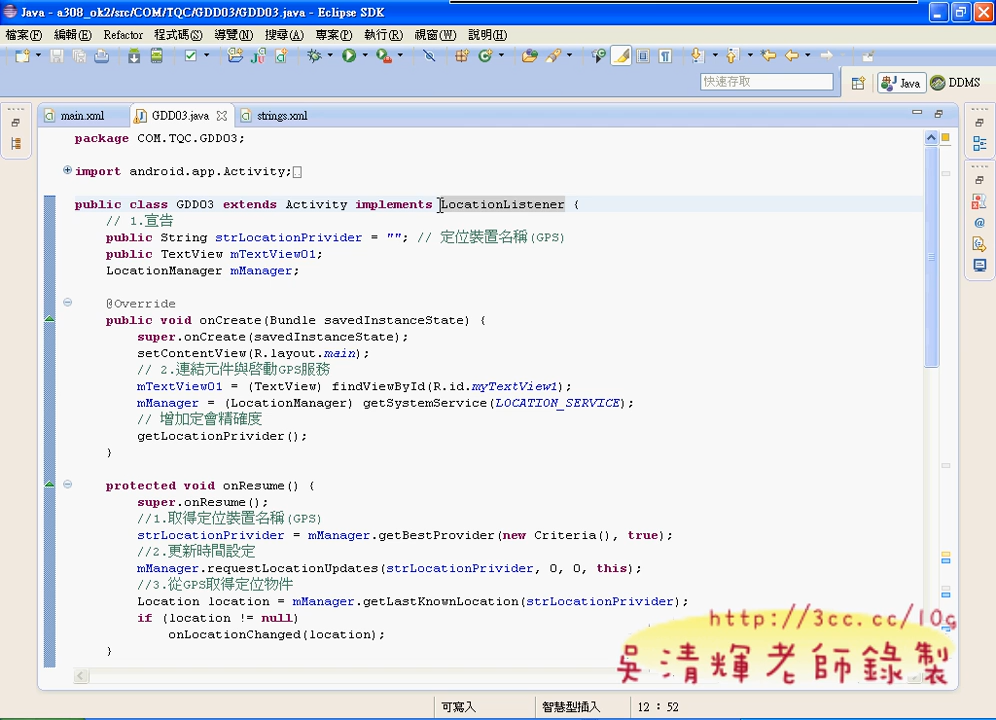 Java - a308_ok2/src/COM/TQC/GDD03/GDD03.java - Eclipse SDK
檔案(F) 編輯(E) Refactor 程式碼(S) 導覽(N) 搜尋(A) 專案(P) 執行(R) 視窗(W) 說明(H)
快速存取 Java DDMS
main.xml GDD03.java strings.xml
package COM.TQC.GDD03;
import android.app.Activity;
public class GDD03 extends Activity implements LocationListener {
// 1.宣告
public String strLocationPrivider = ""; // 定位裝置名稱(GPS)
public TextView mTextView01;
LocationManager mManager;
@Override
public void onCreate(Bundle savedInstanceState) {
super.onCreate(savedInstanceState);
setContentView(R.layout.main);
// 2.連結元件與啓動GPS服務
mTextView01 = (TextView) findViewById(R.id.myTextView1);
mManager = (LocationManager) getSystemService(LOCATION_SERVICE);
// 增加定會精確度
getLocationPrivider();
}
protected void onResume() {
super.onResume();
//1.取得定位裝置名稱(GPS)
strLocationPrivider = mManager.getBestProvider(new Criteria(), true);
//2.更新時間設定
mManager.requestLocationUpdates(strLocationPrivider, 0, 0, this);
//3.從GPS取得定位物件
Location location = mManager.getLastKnownLocation(strLocationPrivider);
if (location != null)
onLocationChanged(location);
}
http://3cc.cc/10g
吳清輝老師錄製
可寫入 智慧型插入 12 : 52